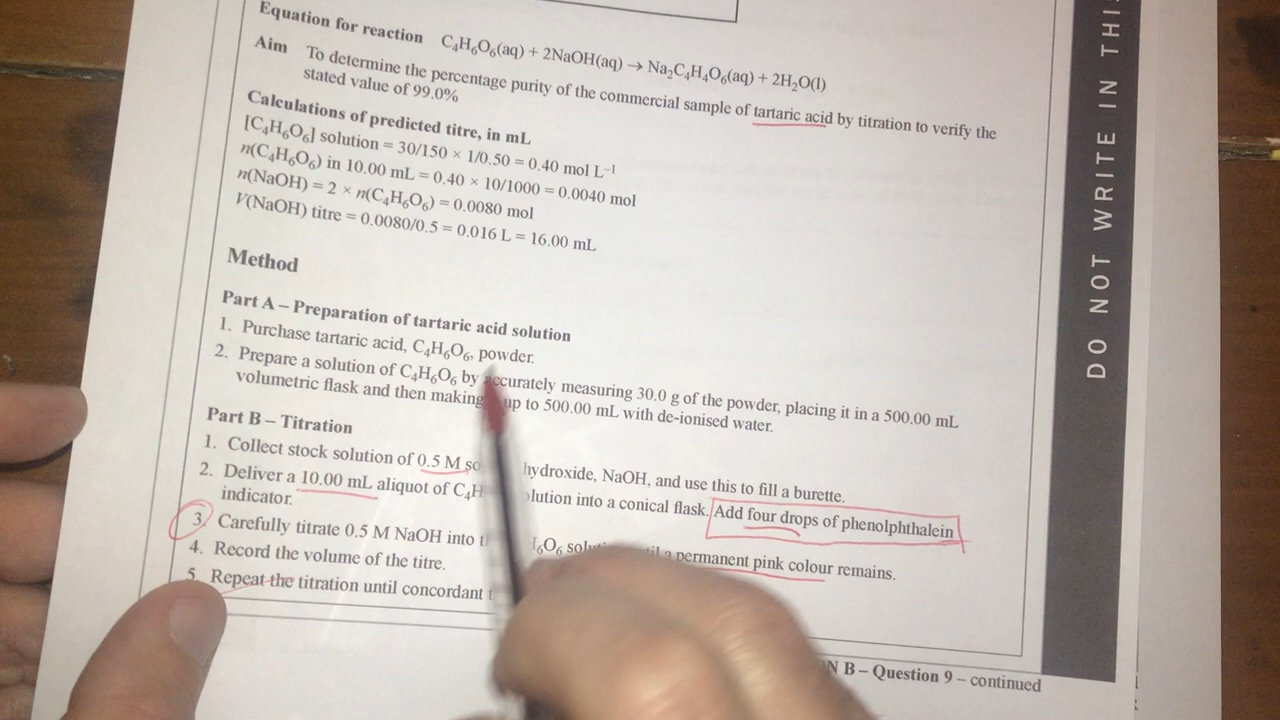 Equation for reaction C₄H₆O₆(aq) + 2NaOH(aq) → Na₂C₄H₄O₆(aq) + 2H₂O(l)
Aim To determine the percentage purity of the commercial sample of tartaric acid by titration to verify the
stated value of 99.0%
Calculations of predicted titre, in mL
[C₄H₆O₆] solution = 30/150 × 1/0.50 = 0.40 mol L⁻¹
n(C₄H₆O₆) in 10.00 mL = 0.40 × 10/1000 = 0.0040 mol
n(NaOH) = 2 × n(C₄H₆O₆) = 0.0080 mol
V(NaOH) titre = 0.0080/0.5 = 0.016 L = 16.00 mL
Method
Part A – Preparation of tartaric acid solution
1. Purchase tartaric acid, C₄H₆O₆, powder.
2. Prepare a solution of C₄H₆O₆ by accurately measuring 30.0 g of the powder, placing it in a 500.00 mL
volumetric flask and then making up to 500.00 mL with de-ionised water.
Part B – Titration
1. Collect stock solution of 0.5 M hydroxide, NaOH, and use this to fill a burette.
2. Deliver a 10.00 mL aliquot of C₄H solution into a conical flask. Add four drops of phenolphthalein
indicator.
3. Carefully titrate 0.5 M NaOH into ₆O₆ solution until a permanent pink colour remains.
4. Record the volume of the titre.
5. Repeat the titration until concordant
B – Question 9 – continued
DO NOT WRITE IN THI